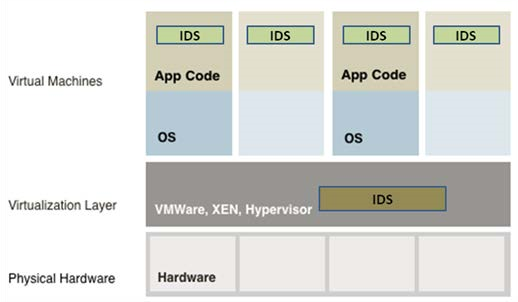 IDS IDS IDS IDS
Virtual Machines
App Code App Code
OS OS
Virtualization Layer
VMWare, XEN, Hypervisor
IDS
Physical Hardware
Hardware